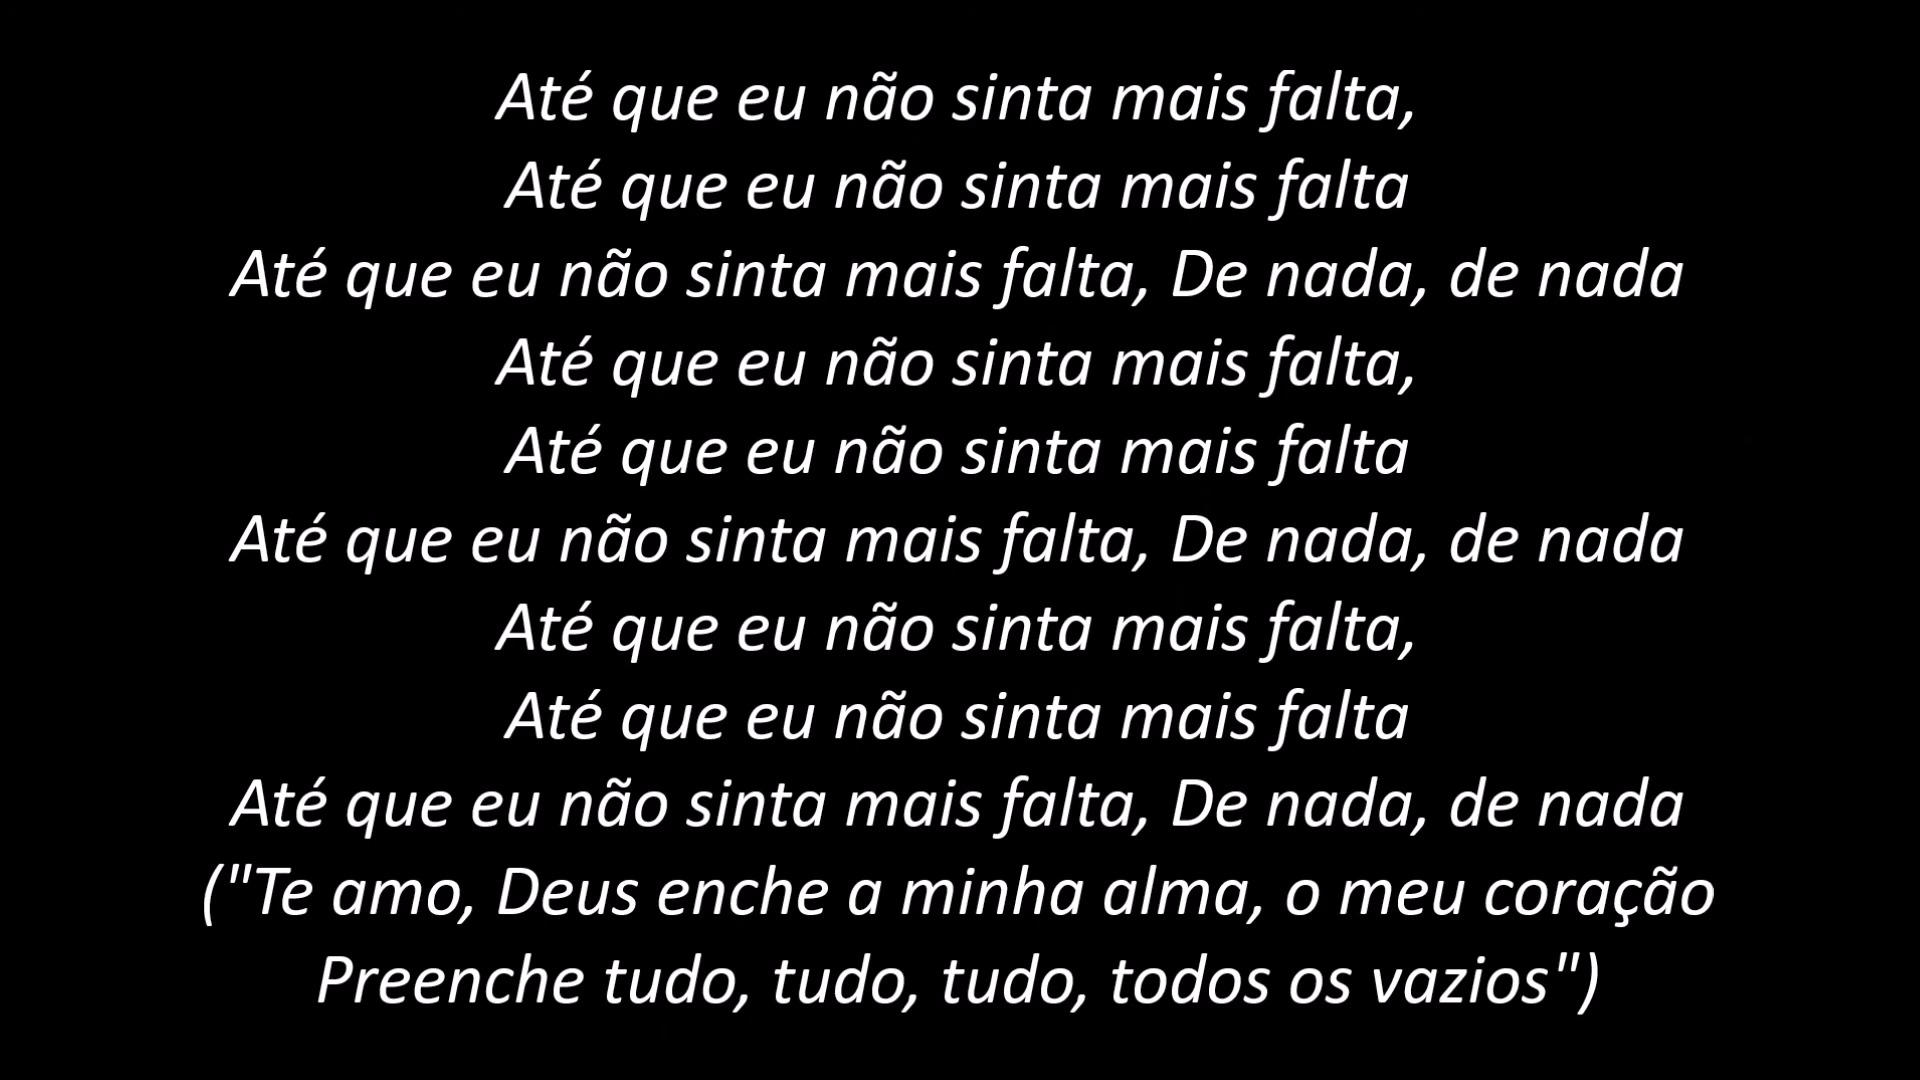 Até que eu não sinta mais falta,
Até que eu não sinta mais falta
Até que eu não sinta mais falta, De nada, de nada
Até que eu não sinta mais falta,
Até que eu não sinta mais falta
Até que eu não sinta mais falta, De nada, de nada
Até que eu não sinta mais falta,
Até que eu não sinta mais falta
Até que eu não sinta mais falta, De nada, de nada
("Te amo, Deus enche a minha alma, o meu coração
Preenche tudo, tudo, tudo, todos os vazios")